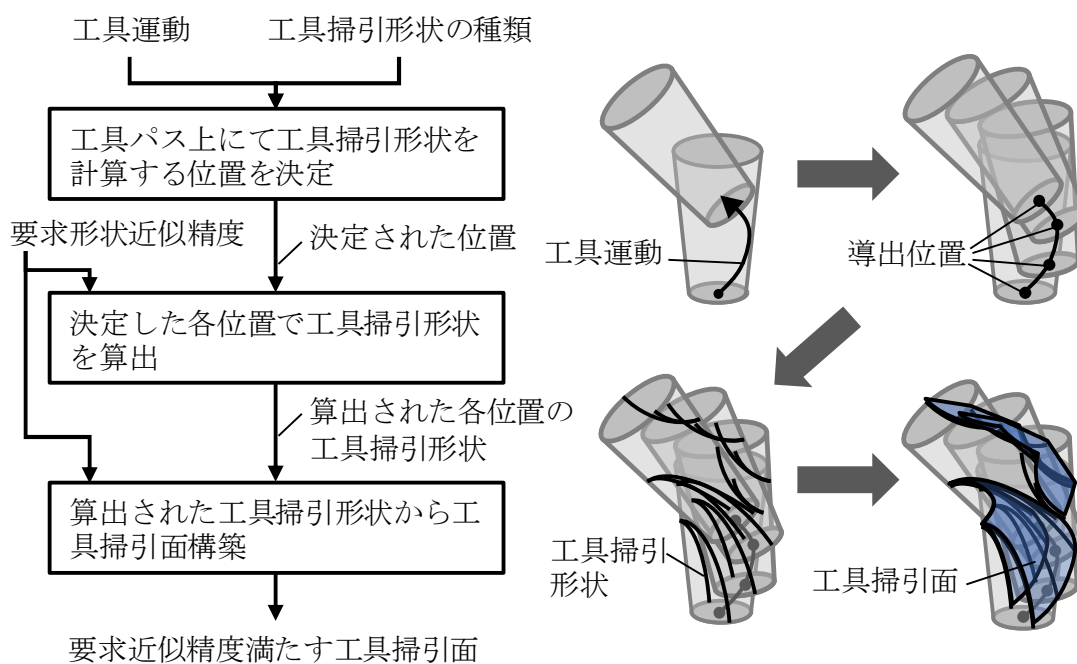 工具運動
工具掃引形状の種類
工具パス上にて工具掃引形状を
計算する位置を決定
要求形状近似精度
決定された位置
決定した各位置で工具掃引形状
を算出
算出された各位置の
工具掃引形状
算出された工具掃引形状から工
具掃引面構築
要求近似精度満たす工具掃引面
工具運動
導出位置
工具掃引
形状
工具掃引面